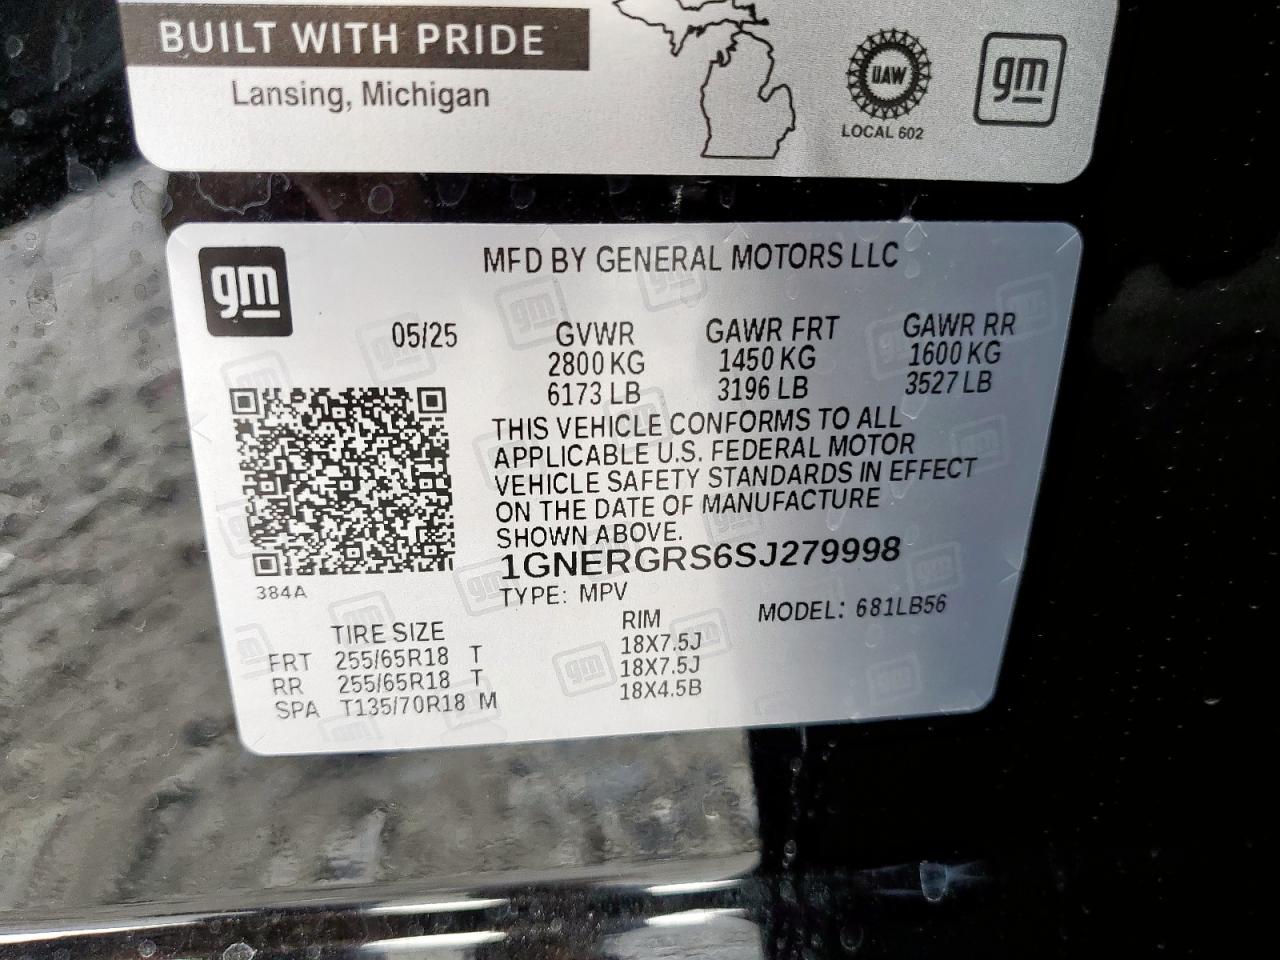 BUILT WITH PRIDE
Lansing, Michigan
UAW
LOCAL 602
gm
gm
MFD BY GENERAL MOTORS LLC
05/25 GVWR GAWR FRT GAWR RR
2800 KG 1450 KG 1600 KG
6173 LB 3196 LB 3527 LB
THIS VEHICLE CONFORMS TO ALL
APPLICABLE U.S. FEDERAL MOTOR
VEHICLE SAFETY STANDARDS IN EFFECT
ON THE DATE OF MANUFACTURE
SHOWN ABOVE.
1GNERGRS6SJ279998
384A
TYPE: MPV MODEL: 681LB56
TIRE SIZE RIM
FRT 255/65R18 T 18X7.5J
RR 255/65R18 T 18X7.5J
SPA T135/70R18 M 18X4.5B